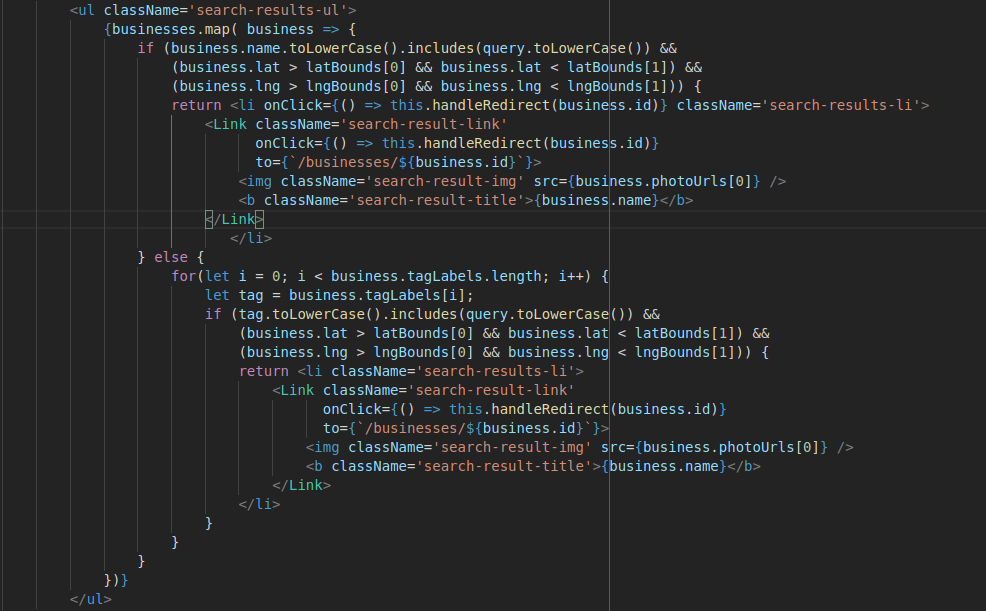 <ul className='search-results-ul'>
{businesses.map( business => {
if (business.name.toLowerCase().includes(query.toLowerCase()) &&
(business.lat > latBounds[0] && business.lat < latBounds[1]) &&
(business.lng > lngBounds[0] && business.lng < lngBounds[1])) {
return <li onClick={() => this.handleRedirect(business.id)} className='search-results-li'>
<Link className='search-result-link'
onClick={() => this.handleRedirect(business.id)}
to={`/businesses/${business.id}`}>
<img className='search-result-img' src={business.photoUrls[0]} />
<b className='search-result-title'>{business.name}</b>
</Link>
</li>
} else {
for(let i = 0; i < business.tagLabels.length; i++) {
let tag = business.tagLabels[i];
if (tag.toLowerCase().includes(query.toLowerCase()) &&
(business.lat > latBounds[0] && business.lat < latBounds[1]) &&
(business.lng > lngBounds[0] && business.lng < lngBounds[1])) {
return <li className='search-results-li'>
<Link className='search-result-link'
onClick={() => this.handleRedirect(business.id)}
to={`/businesses/${business.id}`}>
<img className='search-result-img' src={business.photoUrls[0]} />
<b className='search-result-title'>{business.name}</b>
</Link>
</li>
}
}
}
})}
</ul>